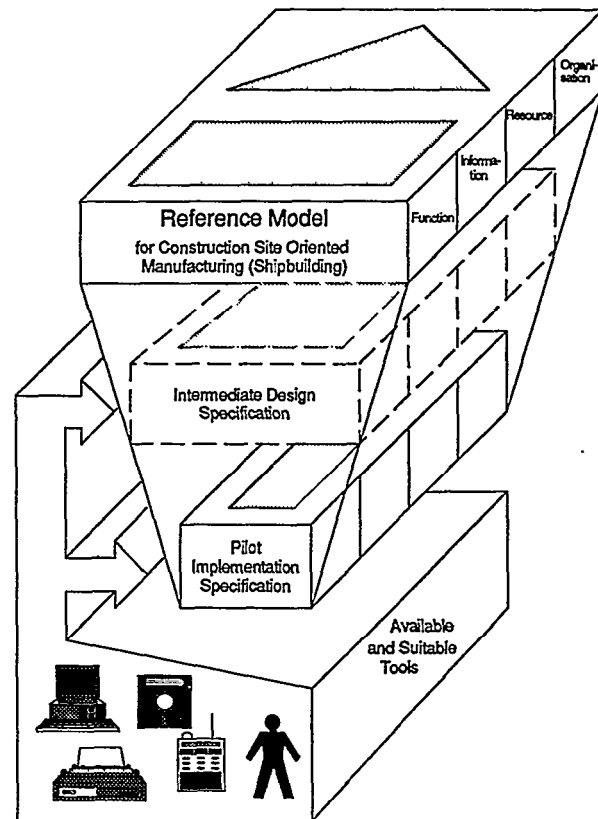 Organi-
sation
Resource
Informa-
tion
Function
Reference Model
for Construction Site Oriented
Manufacturing (Shipbuilding)
Intermediate Design
Specification
Pilot
Implementation
Specification
Available
and Suitable
Tools